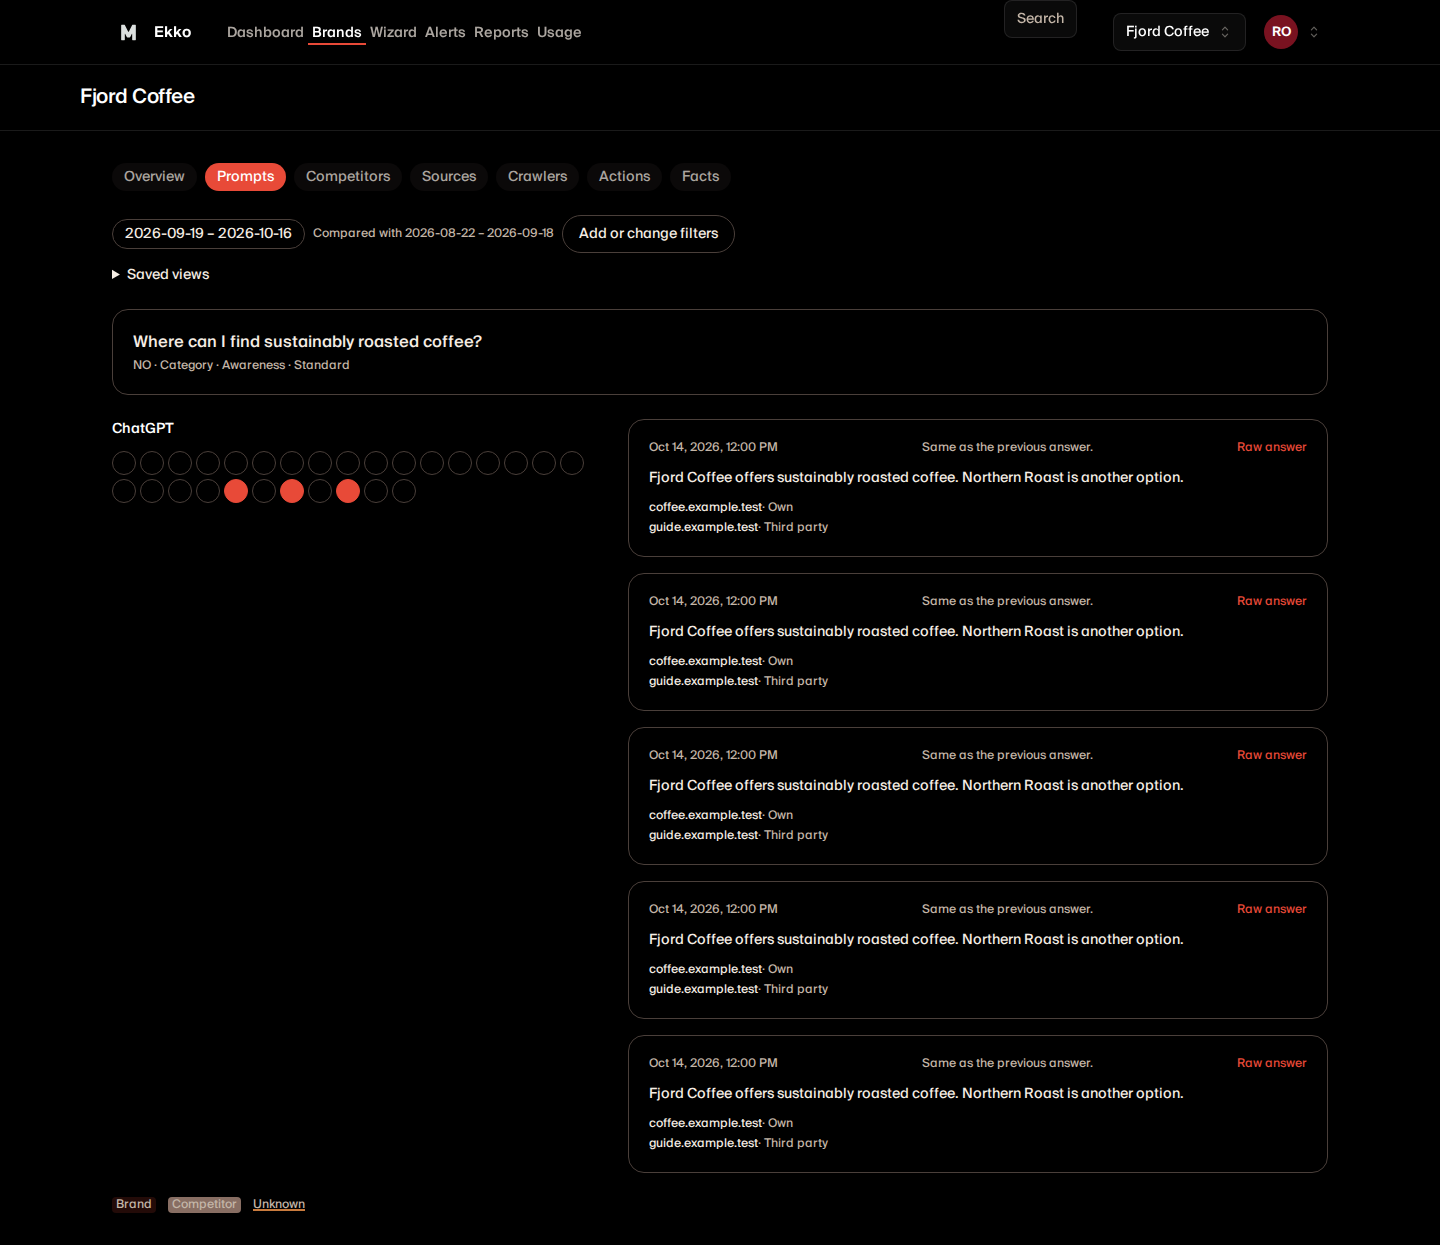 Ekko Dashboard Brands Wizard Alerts Reports Usage Search Fjord Coffee RO
Fjord Coffee
Overview Prompts Competitors Sources Crawlers Actions Facts
2026-09-19 – 2026-10-16 Compared with 2026-08-22 – 2026-09-18 Add or change filters
Saved views
Where can I find sustainably roasted coffee?
NO · Category · Awareness · Standard
ChatGPT
Oct 14, 2026, 12:00 PM Same as the previous answer. Raw answer
Fjord Coffee offers sustainably roasted coffee. Northern Roast is another option.
coffee.example.test· Own
guide.example.test· Third party
Oct 14, 2026, 12:00 PM Same as the previous answer. Raw answer
Fjord Coffee offers sustainably roasted coffee. Northern Roast is another option.
coffee.example.test· Own
guide.example.test· Third party
Oct 14, 2026, 12:00 PM Same as the previous answer. Raw answer
Fjord Coffee offers sustainably roasted coffee. Northern Roast is another option.
coffee.example.test· Own
guide.example.test· Third party
Oct 14, 2026, 12:00 PM Same as the previous answer. Raw answer
Fjord Coffee offers sustainably roasted coffee. Northern Roast is another option.
coffee.example.test· Own
guide.example.test· Third party
Oct 14, 2026, 12:00 PM Same as the previous answer. Raw answer
Fjord Coffee offers sustainably roasted coffee. Northern Roast is another option.
coffee.example.test· Own
guide.example.test· Third party
Brand Competitor Unknown